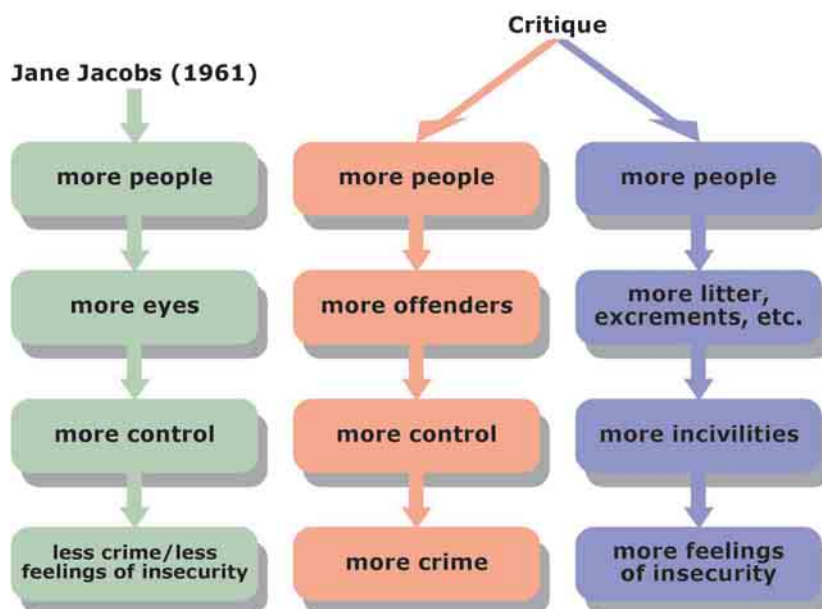 Critique
Jane Jacobs (1961)
more people
more eyes
more control
less crime/less
feelings of insecurity
more people
more offenders
more control
more crime
more people
more litter,
excrements, etc.
more incivilities
more feelings
of insecurity